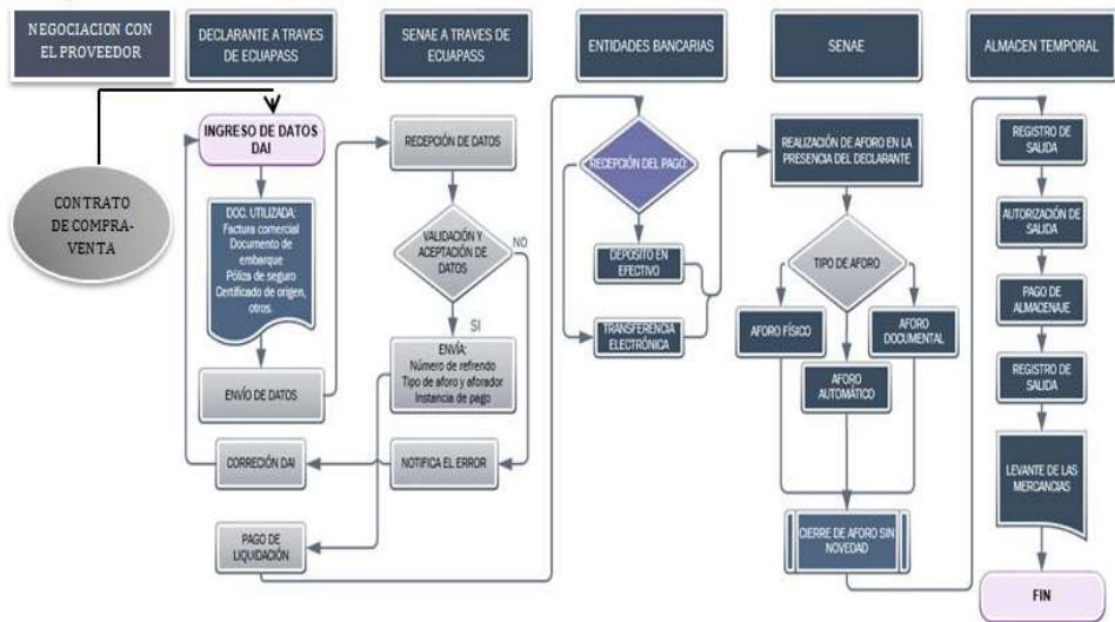 NEGOCIACION CON
EL PROVEEDOR
DECLARANTE A TRAVES
DE ECUAPASS
SENAE A TRAVES DE
ECUAPASS
ENTIDADES BANCARIAS
SENAE
ALMACEN TEMPORAL
CONTRATO
DE COMPRA-
VENTA
INGRESO DE DATOS
DAI
DOC. UTILIZADA:
Factura comercial
Documento de
embarque
Póliza de seguro
Certificado de origen,
otros.
ENVÍO DE DATOS
CORRECIÓN DAI
PAGO DE
LIQUIDACIÓN
RECEPCIÓN DE DATOS
VALIDACIÓN Y
ACEPTACIÓN DE
DATOS
NO
SI
ENVÍA:
Número de refrendo
Tipo de aforo y aforador
Instancia de pago
NOTIFICA EL ERROR
RECEPCIÓN DEL PAGO:
DEPOSITO EN
EFECTIVO
TRANSFERENCIA
ELECTRÓNICA
REALIZACIÓN DE AFORO EN LA
PRESENCIA DEL DECLARANTE
TIPO DE AFORO
AFORO FÍSICO
AFORO
DOCUMENTAL
AFORO
AUTOMÁTICO
CIERRE DE AFORO SIN
NOVEDAD
REGISTRO DE
SALIDA
AUTORIZACIÓN DE
SALIDA
PAGO DE
ALMACENAJE
REGISTRO DE
SALIDA
LEVANTE DE LAS
MERCANCIAS
FIN